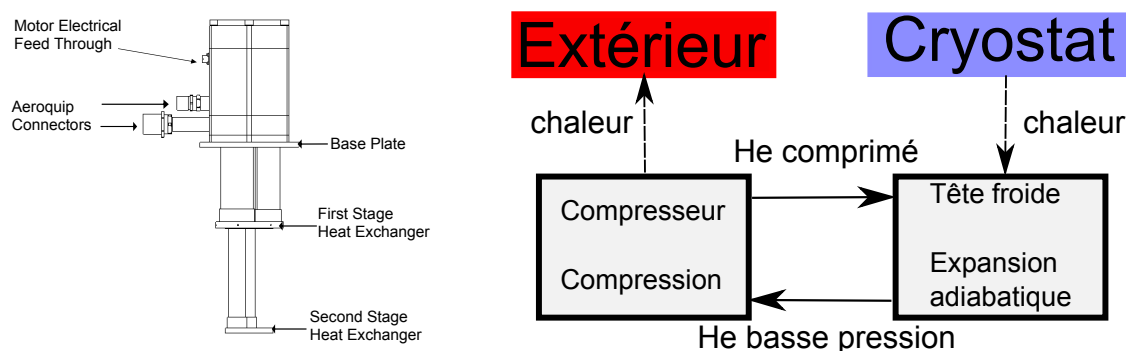 Motor Electrical
Feed Through
Aeroquip
Connectors
Base Plate
First Stage
Heat Exchanger
Second Stage
Heat Exchanger
Extérieur
Cryostat
chaleur
chaleur
He comprimé
Compresseur
Compression
Tête froide
Expansion
adiabatique
He basse pression